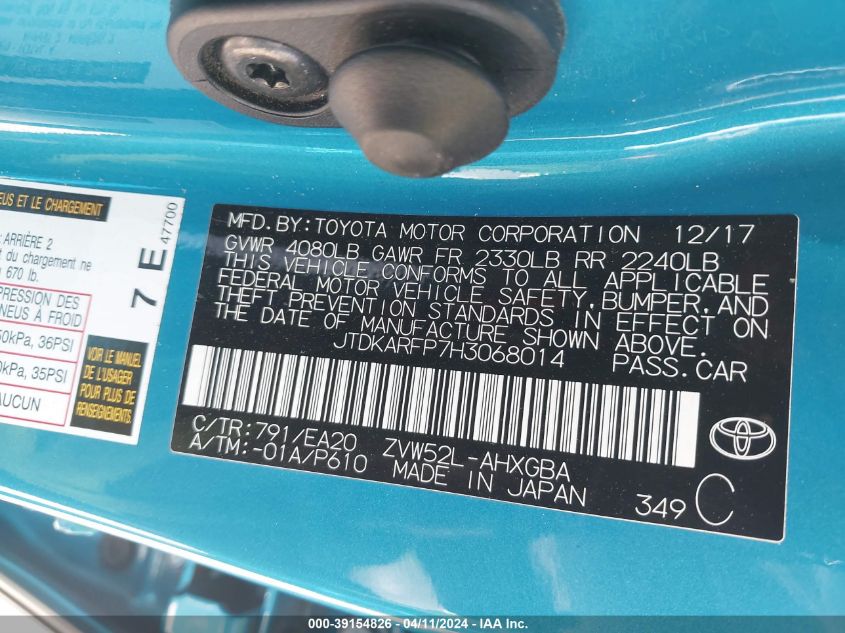 EUS ET LE CHARGEMENT
: ARRIÈRE 2
chargement ne
670 lb.
PRESSION DES
PNEUS À FROID
50kPa, 36PSI
0kPa, 35PSI
AUCUN
7 E 47700
VOIR LE MANUEL
DE L'USAGER
POUR PLUS DE
RENSEIGNEMENTS
MFD. BY: TOYOTA MOTOR CORPORATION 12/17
GVWR 4080LB GAWR FR 2330LB RR 2240LB
THIS VEHICLE CONFORMS TO ALL APPLICABLE
FEDERAL MOTOR VEHICLE SAFETY, BUMPER, AND
THEFT PREVENTION STANDARDS IN EFFECT ON
THE DATE OF MANUFACTURE SHOWN ABOVE.
JTDKARFP7H3068014 PASS. CAR
C/TR: 791/EA20 ZVW52L-AHXGBA
A/TM: -01A/P610 MADE IN JAPAN
349 C
000-39154826 - 04/11/2024 - IAA Inc.